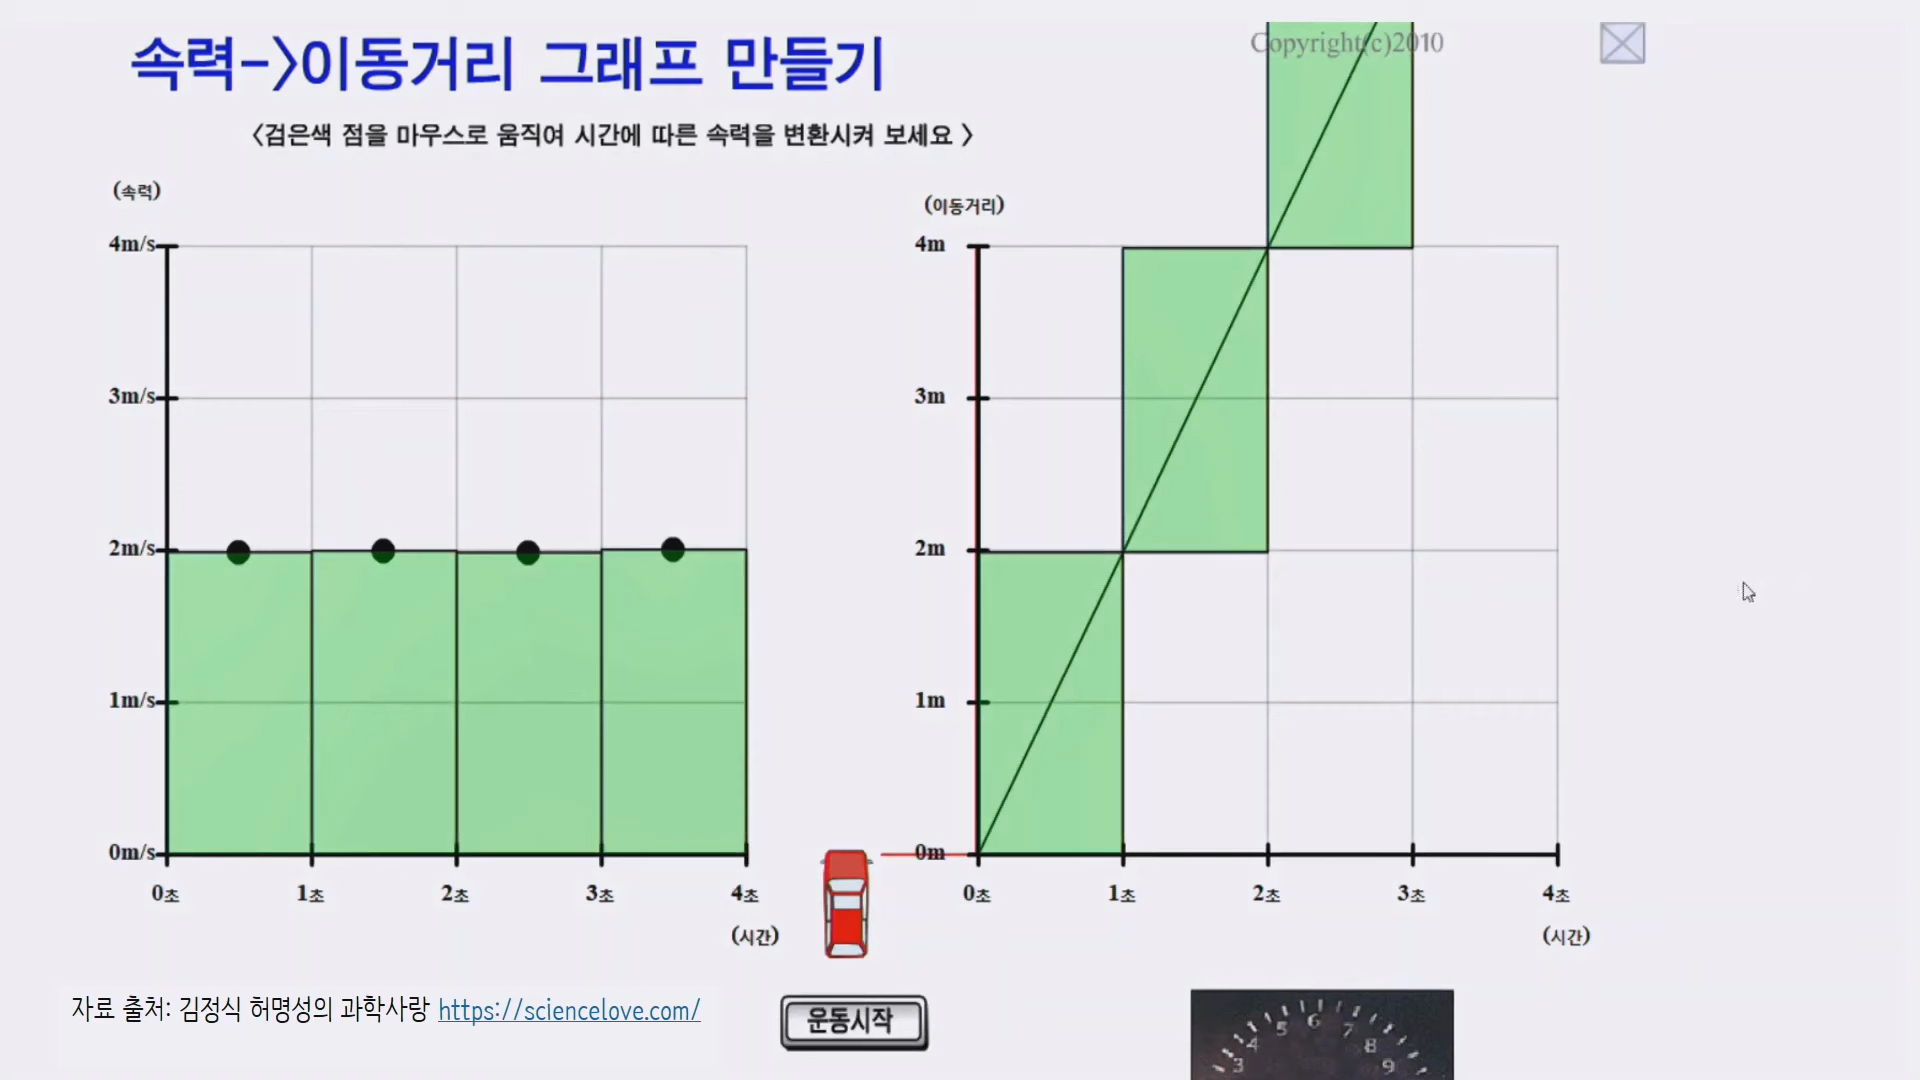 속력->이동거리 그래프 만들기
Copyright(c)2010
<검은색 점을 마우스로 움직여 시간에 따른 속력을 변환시켜 보세요 >
(속력)
4m/s
3m/s
2m/s
1m/s
0m/s
0초 1초 2초 3초 4초
(시간)
(이동거리)
4m
3m
2m
1m
0m
0초 1초 2초 3초 4초
(시간)
자료 출처: 김정식 허명성의 과학사랑 https://sciencelove.com/
운동시작
3 4 5 6 7 8 9